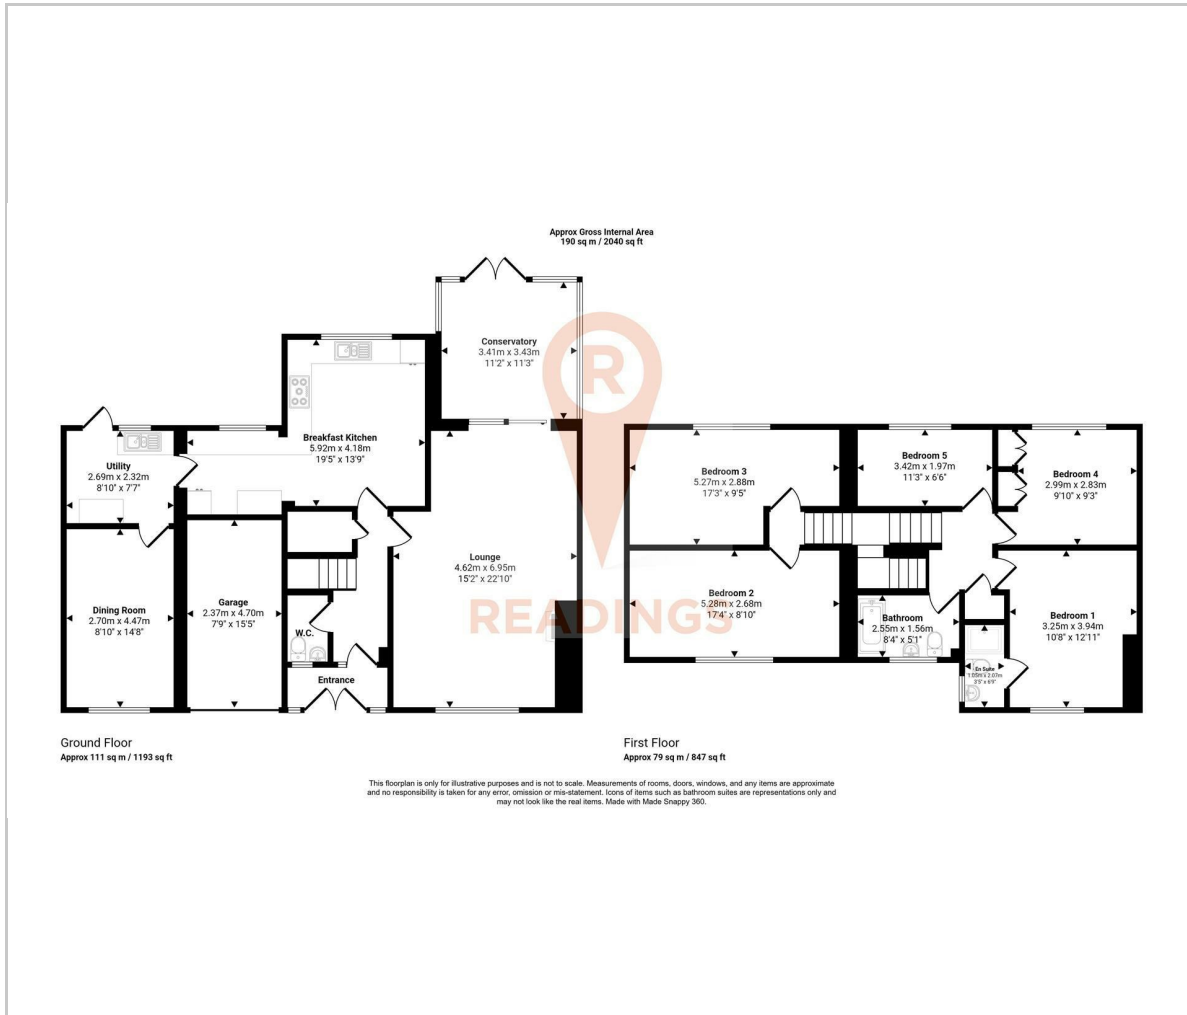 Approx Gross Internal Area
190 sq m / 2040 sq ft
Conservatory
3.41m x 3.43m
11'2" x 11'3"
Breakfast Kitchen
5.92m x 4.18m
19'5" x 13'9"
Utility
2.69m x 2.32m
8'10" x 7'7"
Lounge
4.62m x 6.95m
15'2" x 22'10"
Dining Room
2.70m x 4.47m
8'10" x 14'8"
Garage
2.37m x 4.70m
7'9" x 15'5"
W.C.
Entrance
Ground Floor
Approx 111 sq m / 1193 sq ft
R
READINGS
Bedroom 3
5.27m x 2.88m
17'3" x 9'5"
Bedroom 5
3.42m x 1.97m
11'3" x 6'6"
Bedroom 4
2.99m x 2.83m
9'10" x 9'3"
Bedroom 2
5.28m x 2.68m
17'4" x 8'10"
Bathroom
2.55m x 1.56m
8'4" x 5'1"
Bedroom 1
3.25m x 3.94m
10'8" x 12'11"
En Suite
x 2.07m
3'5" x 6'9"
First Floor
Approx 79 sq m / 847 sq ft
This floorplan is only for illustrative purposes and is not to scale. Measurements of rooms, doors, windows, and any items are approximate
and no responsibility is taken for any error, omission or mis-statement. Icons of items such as bathroom suites are representations only and
may not look like the real items. Made with Made Snappy 360.